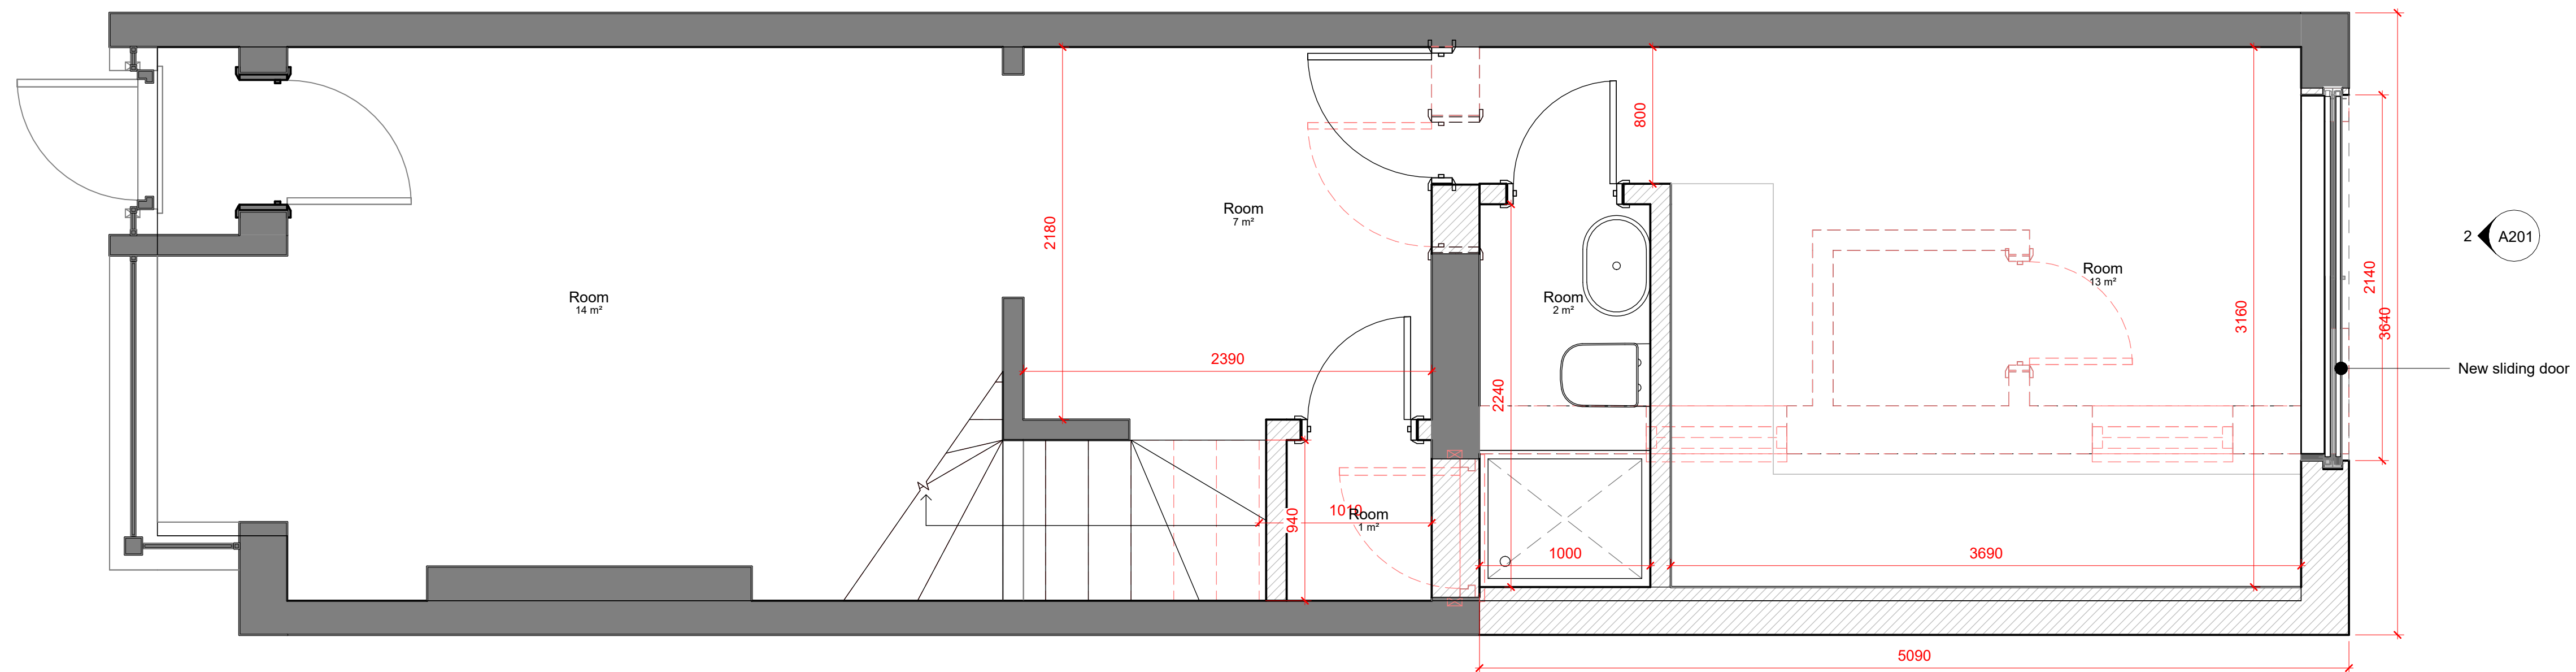 800
Room
7 m²
2180
2 A201
Room
14 m²
Room
2 m²
Room
13 m²
2140
3640
3160
2390
2240
New sliding door
940
1010
Room
1 m²
1000
3690
5090